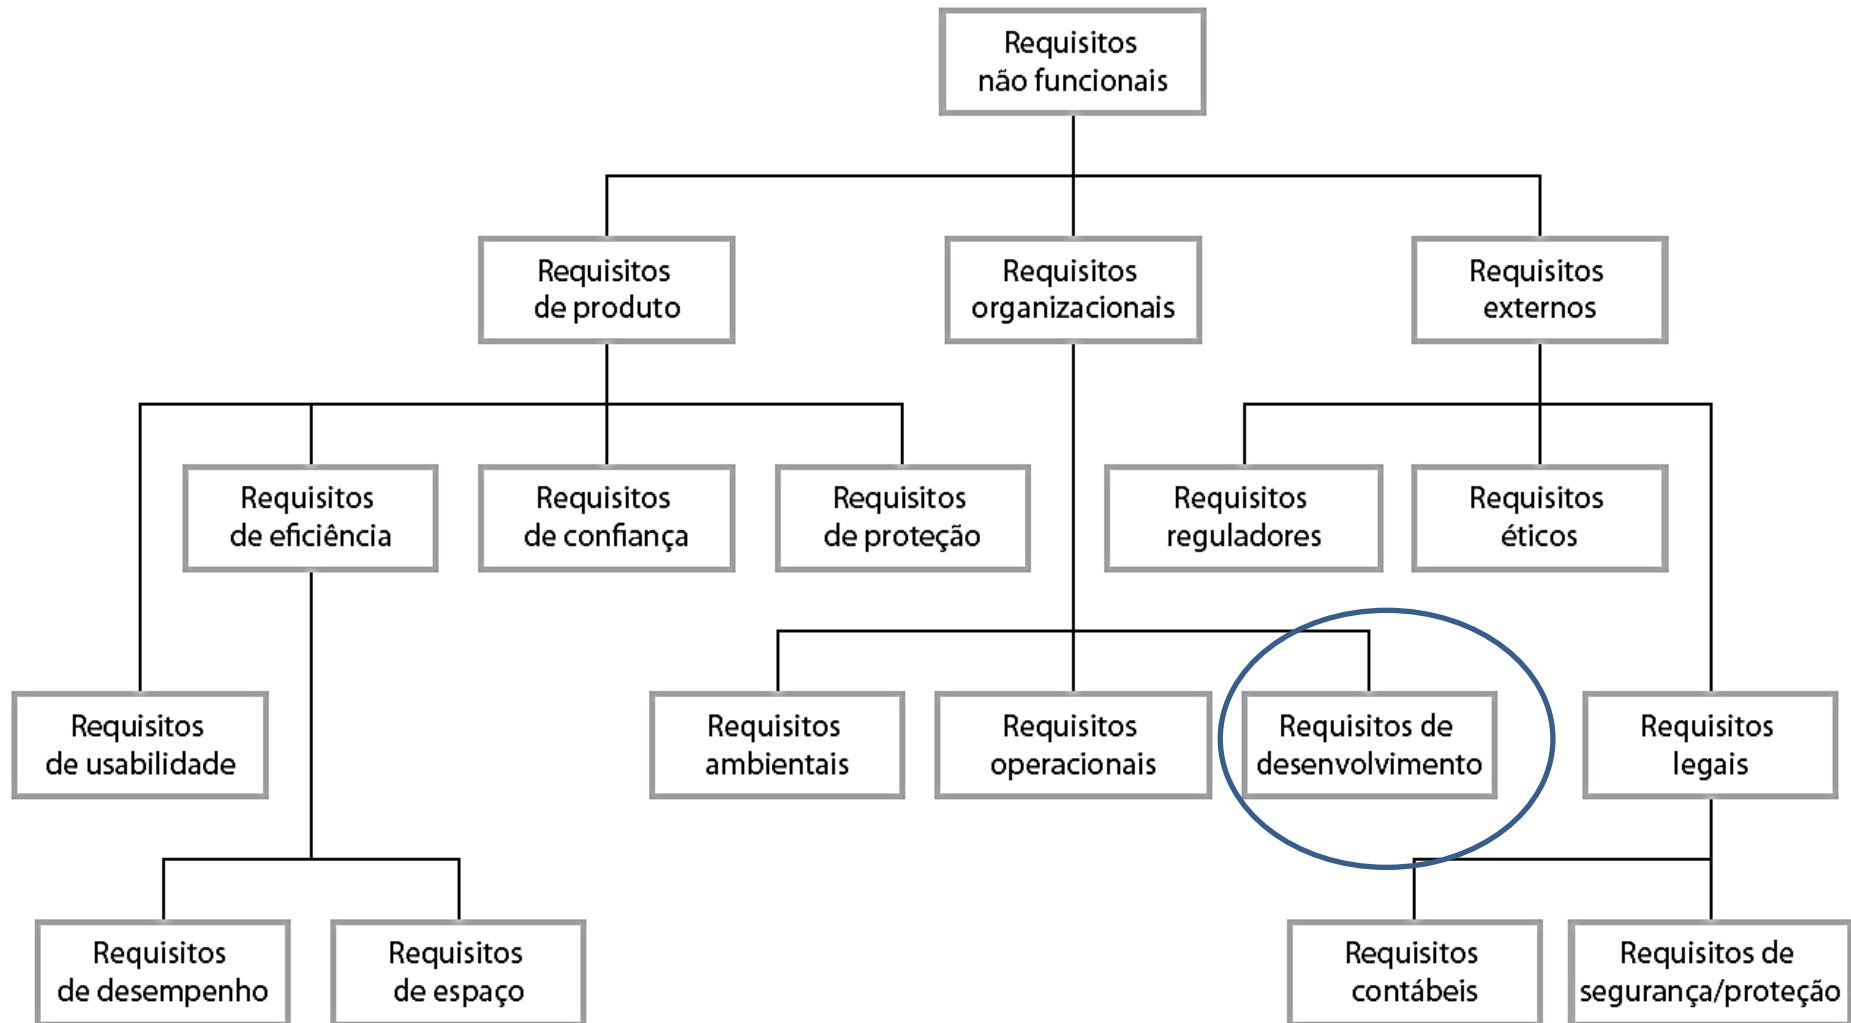 Requisitos
não funcionais
Requisitos
de produto
Requisitos
organizacionais
Requisitos
externos
Requisitos
de eficiência
Requisitos
de confiança
Requisitos
de proteção
Requisitos
reguladores
Requisitos
éticos
Requisitos
de usabilidade
Requisitos
ambientais
Requisitos
operacionais
Requisitos de
desenvolvimento
Requisitos
legais
Requisitos
de desempenho
Requisitos
de espaço
Requisitos
contábeis
Requisitos de
segurança/proteção